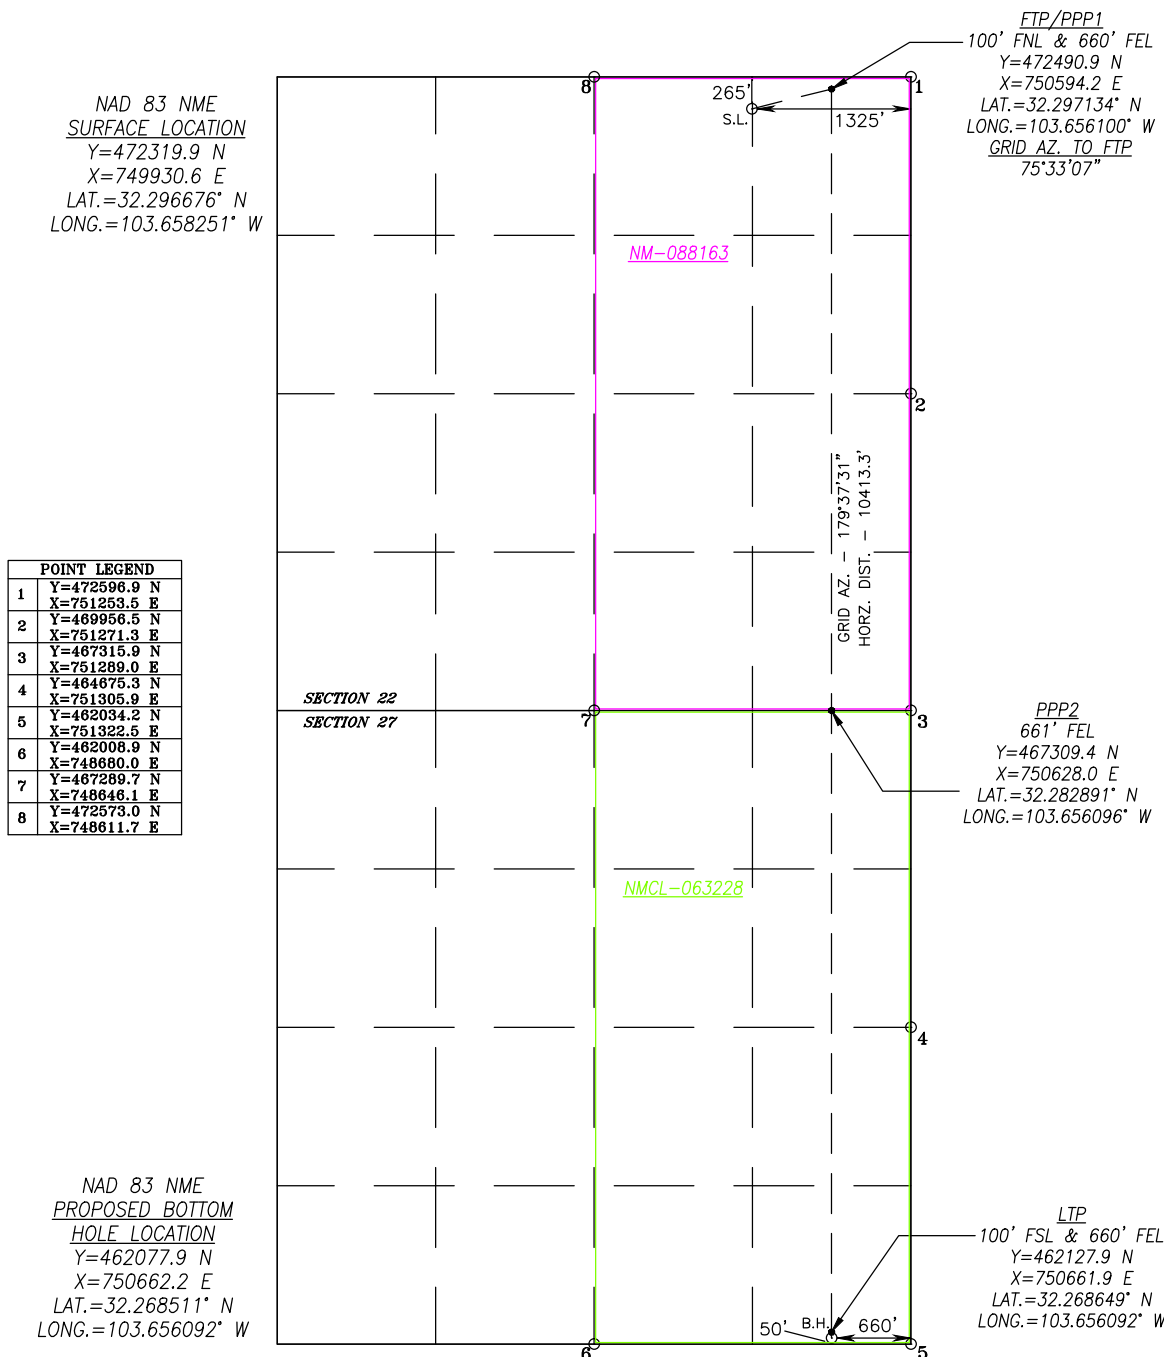 FTP/PPP1
100' FNL & 660' FEL
Y=472490.9 N
X=750594.2 E
LAT.=32.297134° N
LONG.=103.656100° W
GRID AZ. TO FTP
75°33'07"
NAD 83 NME
SURFACE LOCATION
Y=472319.9 N
X=749930.6 E
LAT.=32.296676° N
LONG.=103.658251° W
8
265'
S.L.
1325'
1
NM-088163
2
GRID AZ. - 179°37'31"
HORZ. DIST. - 10413.3'
POINT LEGEND
1 Y=472596.9 N
X=751253.5 E
2 Y=469956.5 N
X=751271.3 E
3 Y=467315.9 N
X=751289.0 E
4 Y=464675.3 N
X=751305.9 E
5 Y=462034.2 N
X=751322.5 E
6 Y=462008.9 N
X=748680.0 E
7 Y=467289.7 N
X=748646.1 E
8 Y=472573.0 N
X=748611.7 E
SECTION 22
SECTION 27
7
3
PPP2
661' FEL
Y=467309.4 N
X=750628.0 E
LAT.=32.282891° N
LONG.=103.656096° W
NMCL-063228
4
NAD 83 NME
PROPOSED BOTTOM
HOLE LOCATION
Y=462077.9 N
X=750662.2 E
LAT.=32.268511° N
LONG.=103.656092° W
LTP
100' FSL & 660' FEL
Y=462127.9 N
X=750661.9 E
LAT.=32.268649° N
LONG.=103.656092° W
50'
B.H.
660'
6
5